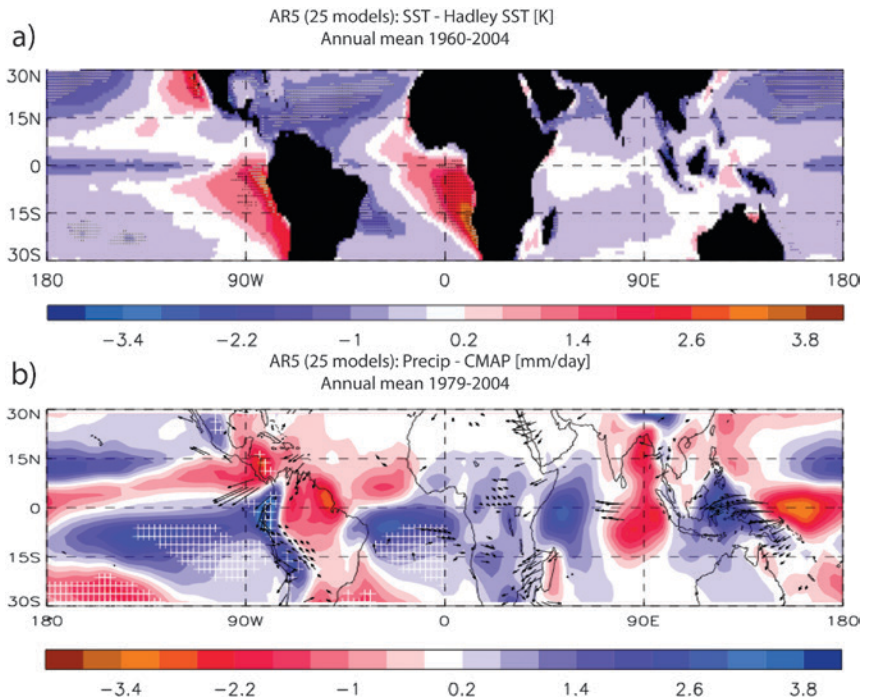 AR5 (25 models): SST - Hadley SST [K]
Annual mean 1960-2004
a)
30N
15N
0
15S
30S
180 90W 0 90E 180
−3.4 −2.2 −1 0.2 1.4 2.6 3.8
AR5 (25 models): Precip - CMAP [mm/day]
Annual mean 1979-2004
b)
30N
15N
0
15S
30S
180 90W 0 90E 180
−3.4 −2.2 −1 0.2 1.4 2.6 3.8